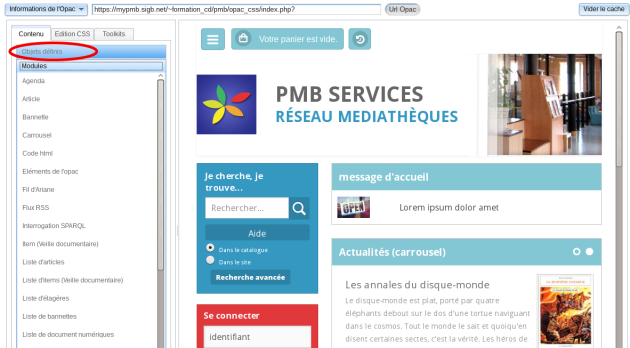 Informations de l'Opac
https://mypmb.sigb.net/~formation_cd/pmb/opac_css/index.php?
Url Opac
Vider le cache
Contenu
Edition CSS
Toolkits
Objets définis
Modules
Agenda
Article
Bannette
Carrousel
Code html
Eléments de l'opac
Fil d'Ariane
Flux RSS
Interrogation SPARQL
Item (Veille documentaire)
Liste d'articles
Liste d'items (Veille documentaire)
Liste d'étagères
Liste de bannettes
Liste de document numériques
Votre panier est vide.
PMB SERVICES
RÉSEAU MEDIATHÈQUES
Je cherche, je
trouve...
Rechercher...
Aide
Dans le catalogue
Dans le site
Recherche avancée
Se connecter
identifiant
message d'accueil
OPEN
Lorem ipsum dolor amet
Actualités (carrousel)
Les annales du disque-monde
Le disque-monde est plat, porté par quatre
éléphants debout sur le dos d'une tortue naviguant
dans le cosmos. Tout le monde le sait et quoiqu'en
disent certaines sectes, c'est la vérité. Les héros de